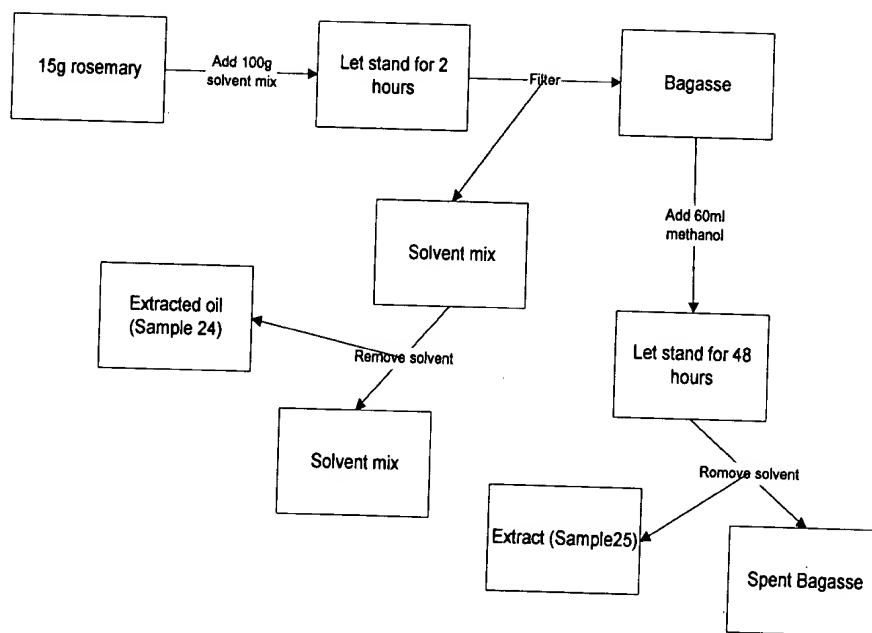 15g rosemary
Add 100g
solvent mix
Let stand for 2
hours
Filter
Bagasse
Add 60ml
methanol
Solvent mix
Extracted oil
(Sample 24)
Remove solvent
Let stand for 48
hours
Solvent mix
Romove solvent
Extract (Sample25)
Spent Bagasse